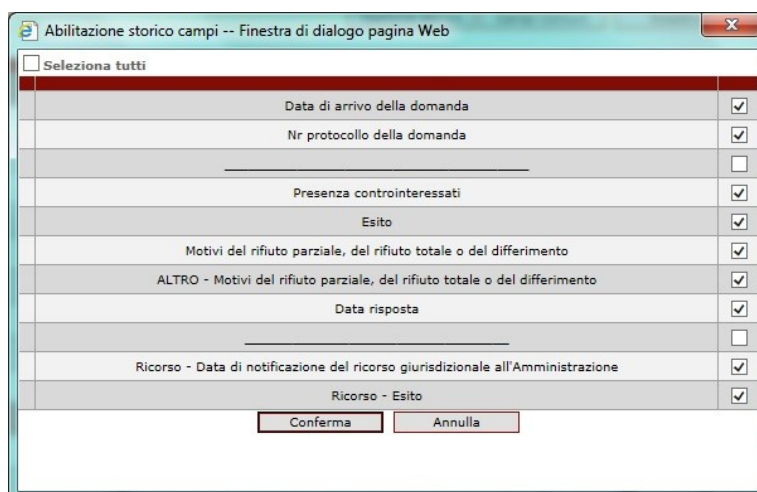 Abilitazione storico campi -- Finestra di dialogo pagina Web
Seleziona tutti
Data di arrivo della domanda
Nr protocollo della domanda
Presenza controinteressati
Esito
Motivi del rifiuto parziale, del rifiuto totale o del differimento
ALTRO - Motivi del rifiuto parziale, del rifiuto totale o del differimento
Data risposta
Ricorso - Data di notificazione del ricorso giurisdizionale all'Amministrazione
Ricorso - Esito
Conferma Annulla